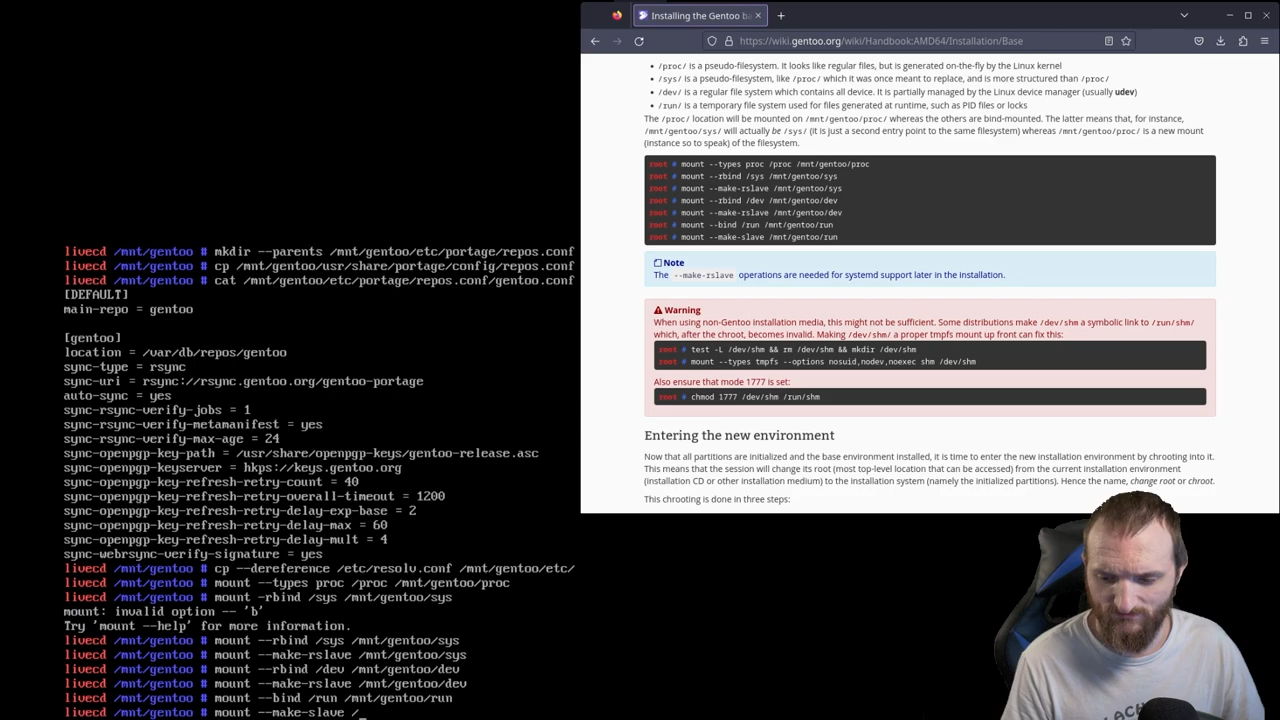 livecd /mnt/gentoo # mkdir --parents /mnt/gentoo/etc/portage/repos.conf
livecd /mnt/gentoo # cp /mnt/gentoo/usr/share/portage/config/repos.conf
livecd /mnt/gentoo # cat /mnt/gentoo/etc/portage/repos.conf/gentoo.conf
[DEFAULT]
main-repo = gentoo
[gentoo]
location = /var/db/repos/gentoo
sync-type = rsync
sync-uri = rsync://rsync.gentoo.org/gentoo-portage
auto-sync = yes
sync-rsync-verify-jobs = 1
sync-rsync-verify-metamanifest = yes
sync-rsync-verify-max-age = 24
sync-openpgp-key-path = /usr/share/openpgp-keys/gentoo-release.asc
sync-openpgp-keyserver = hkps://keys.gentoo.org
sync-openpgp-key-refresh-retry-count = 40
sync-openpgp-key-refresh-retry-overall-timeout = 1200
sync-openpgp-key-refresh-retry-delay-exp-base = 2
sync-openpgp-key-refresh-retry-delay-max = 60
sync-openpgp-key-refresh-retry-delay-mult = 4
sync-webrsync-verify-signature = yes
livecd /mnt/gentoo # cp --dereference /etc/resolv.conf /mnt/gentoo/etc/
livecd /mnt/gentoo # mount --types proc /proc /mnt/gentoo/proc
livecd /mnt/gentoo # mount -rbind /sys /mnt/gentoo/sys
mount: invalid option -- 'b'
Try 'mount --help' for more information.
livecd /mnt/gentoo # mount --rbind /sys /mnt/gentoo/sys
livecd /mnt/gentoo # mount --make-rslave /mnt/gentoo/sys
livecd /mnt/gentoo # mount --rbind /dev /mnt/gentoo/dev
livecd /mnt/gentoo # mount --make-rslave /mnt/gentoo/dev
livecd /mnt/gentoo # mount --bind /run /mnt/gentoo/run
livecd /mnt/gentoo # mount --make-slave /_
Installing the Gentoo ba
https://wiki.gentoo.org/wiki/Handbook:AMD64/Installation/Base
• /proc/ is a pseudo-filesystem. It looks like regular files, but is generated on-the-fly by the Linux kernel
• /sys/ is a pseudo-filesystem, like /proc/ which it was once meant to replace, and is more structured than /proc/
• /dev/ is a regular file system which contains all device. It is partially managed by the Linux device manager (usually udev)
• /run/ is a temporary file system used for files generated at runtime, such as PID files or locks
The /proc/ location will be mounted on /mnt/gentoo/proc/ whereas the others are bind-mounted. The latter means that, for instance,
/mnt/gentoo/sys/ will actually be /sys/ (it is just a second entry point to the same filesystem) whereas /mnt/gentoo/proc/ is a new mount
(instance so to speak) of the filesystem.
root # mount --types proc /proc /mnt/gentoo/proc
root # mount --rbind /sys /mnt/gentoo/sys
root # mount --make-rslave /mnt/gentoo/sys
root # mount --rbind /dev /mnt/gentoo/dev
root # mount --make-rslave /mnt/gentoo/dev
root # mount --bind /run /mnt/gentoo/run
root # mount --make-slave /mnt/gentoo/run
Note
The --make-rslave operations are needed for systemd support later in the installation.
Warning
When using non-Gentoo installation media, this might not be sufficient. Some distributions make /dev/shm a symbolic link to /run/shm/
which, after the chroot, becomes invalid. Making /dev/shm/ a proper tmpfs mount up front can fix this:
root # test -L /dev/shm && rm /dev/shm && mkdir /dev/shm
root # mount --types tmpfs --options nosuid,nodev,noexec shm /dev/shm
Also ensure that mode 1777 is set:
root # chmod 1777 /dev/shm /run/shm
Entering the new environment
Now that all partitions are initialized and the base environment installed, it is time to enter the new installation environment by chrooting into it.
This means that the session will change its root (most top-level location that can be accessed) from the current installation environment
(installation CD or other installation medium) to the installation system (namely the initialized partitions). Hence the name, change root or chroot.
This chrooting is done in three steps: